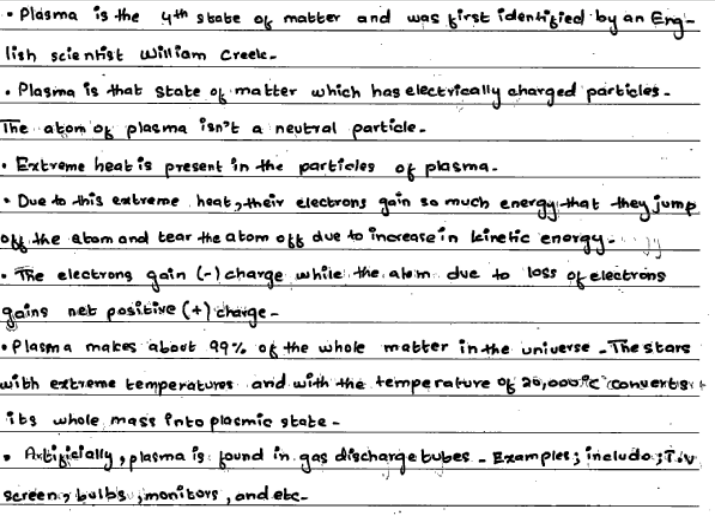 • Plasma is the 4th state of matter and was first identified by an Eng-
lish scientist William Creek.
• Plasma is that state of matter which has electrically charged particles.
The atom of plasma isn't a neutral particle.
• Extreme heat is present in the particles of plasma.
• Due to this extreme heat, their electrons gain so much energy that they jump
off the atom and tear the atom off due to increase in kinetic energy.
• The electrons gain (-) charge while the atom due to loss of electrons
gains net positive (+) charge.
• Plasma makes about 99% of the whole matter in the universe. The stars
with extreme temperatures and with the temperature of 20,000°C converts
its whole mass into plasmic state.
• Artificially, plasma is found in gas discharge tubes. Examples; include; T.v
screens, bulbs, monitors, and etc.